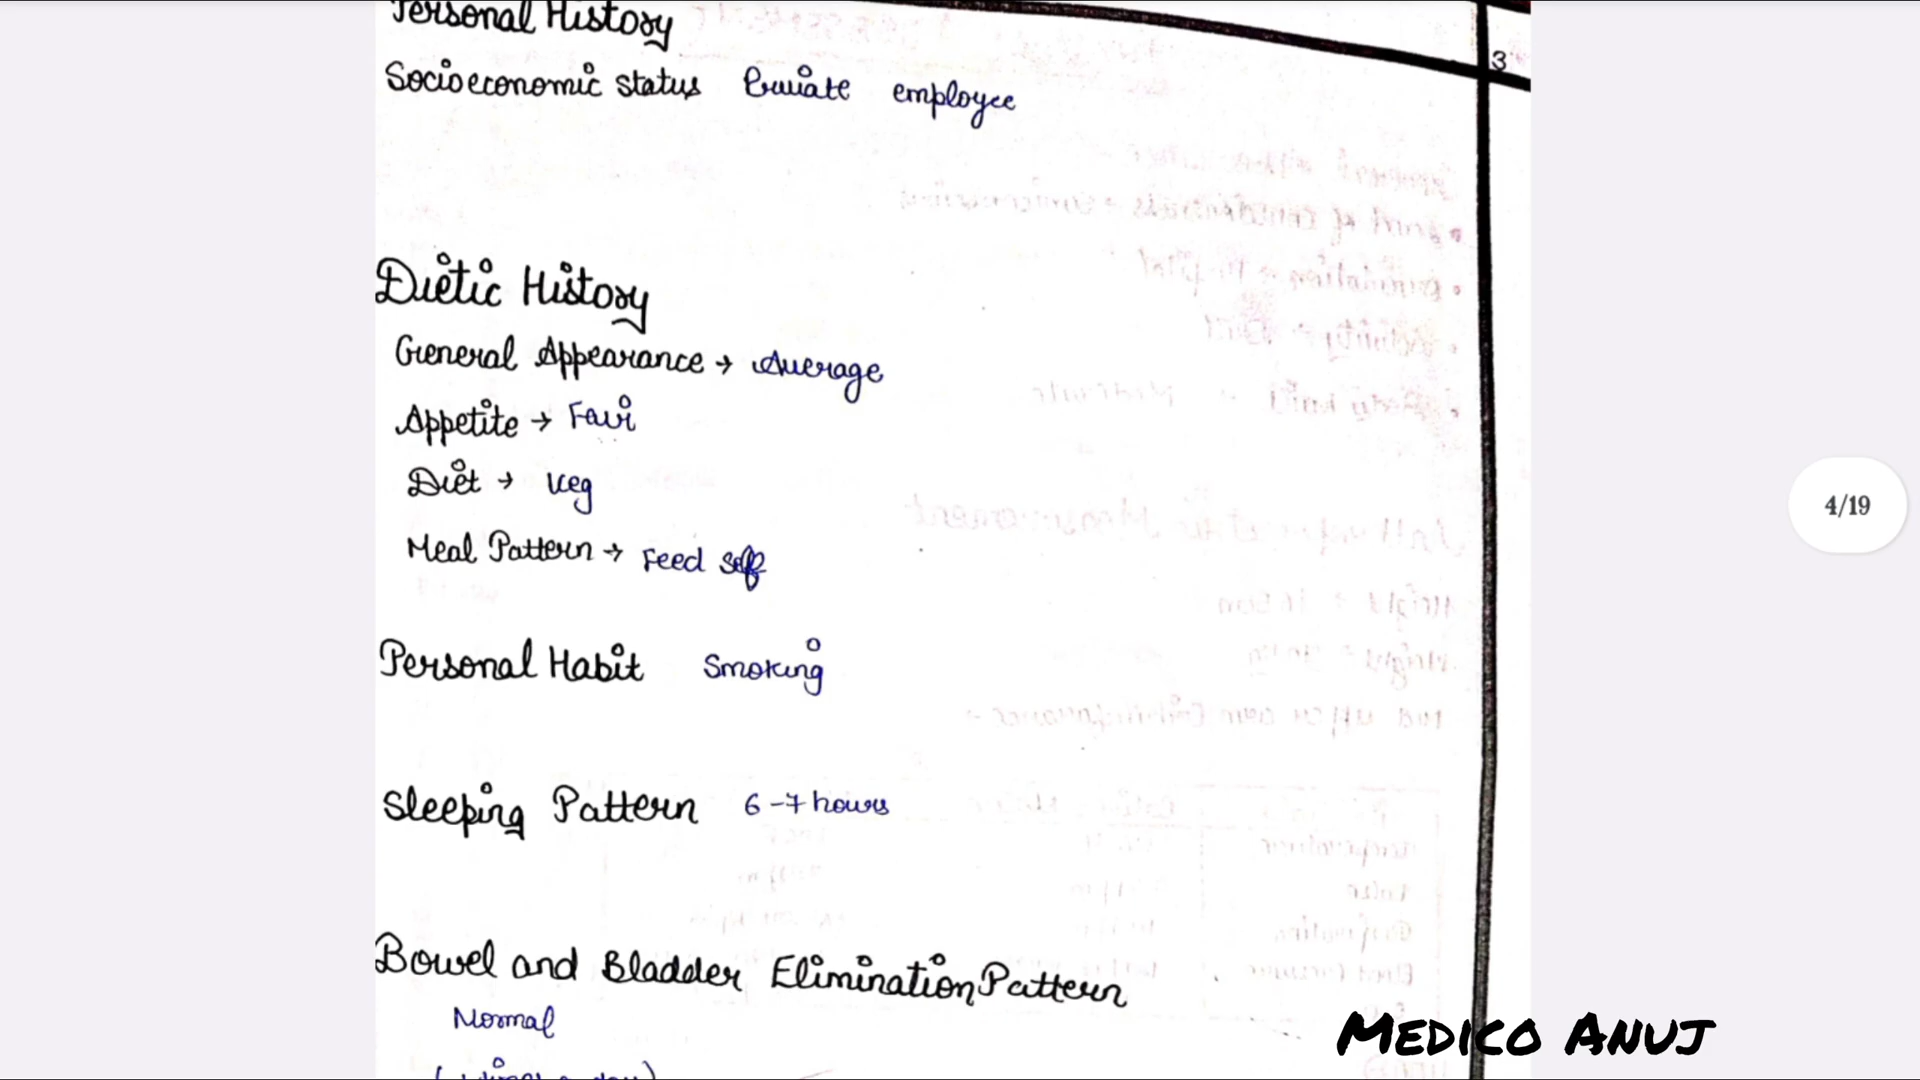 Personal History
3
Socioeconomic status Private employee
Dietic History
General Appearance → Average
Appetite → Fair
Diet → Veg
Meal Pattern → Feed self
4/19
Personal Habit Smoking
Sleeping Pattern 6-7 hours
Bowel and Bladder Elimination Pattern
Normal
MEDICO ANUJ